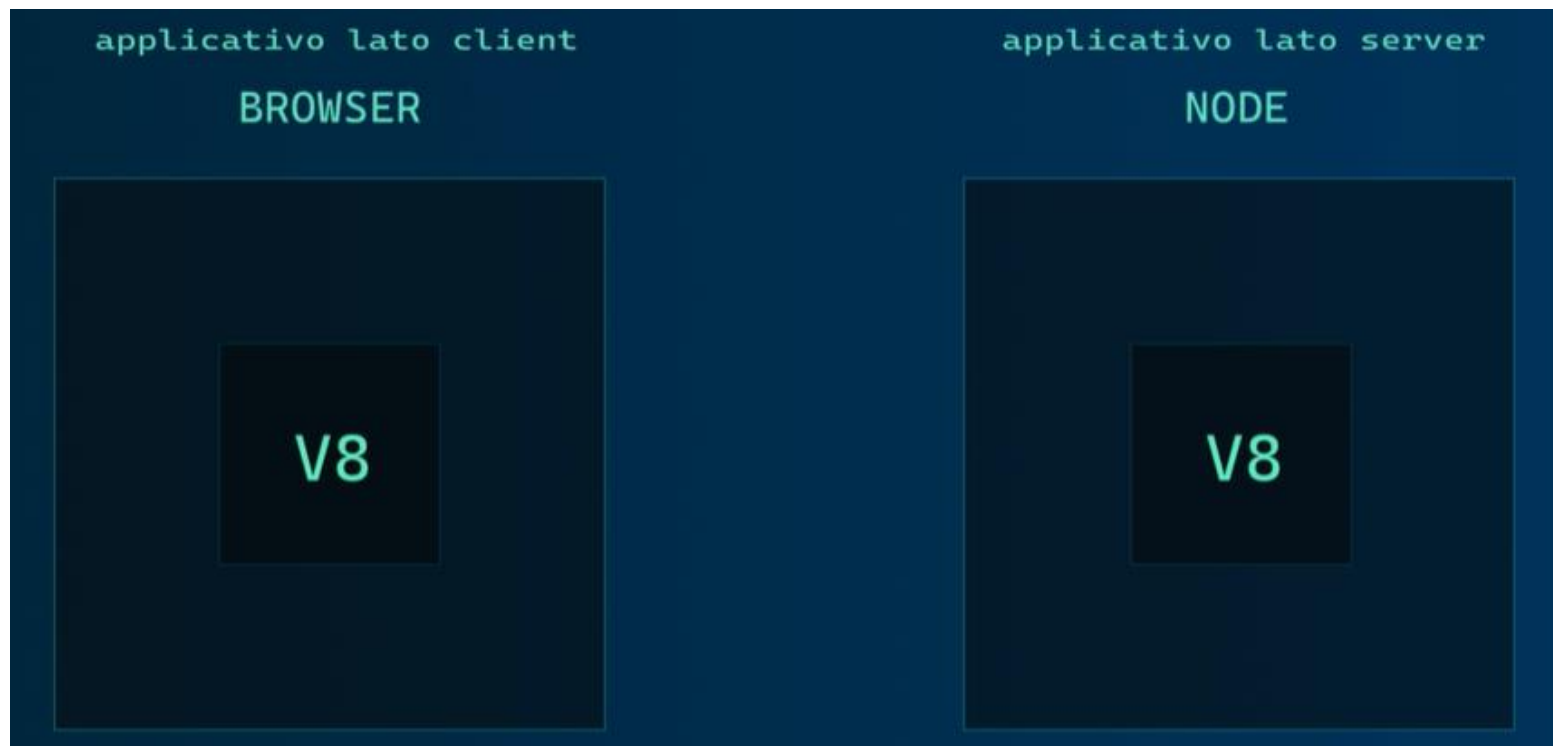 applicativo lato client
BROWSER
V8
applicativo lato server
NODE
V8